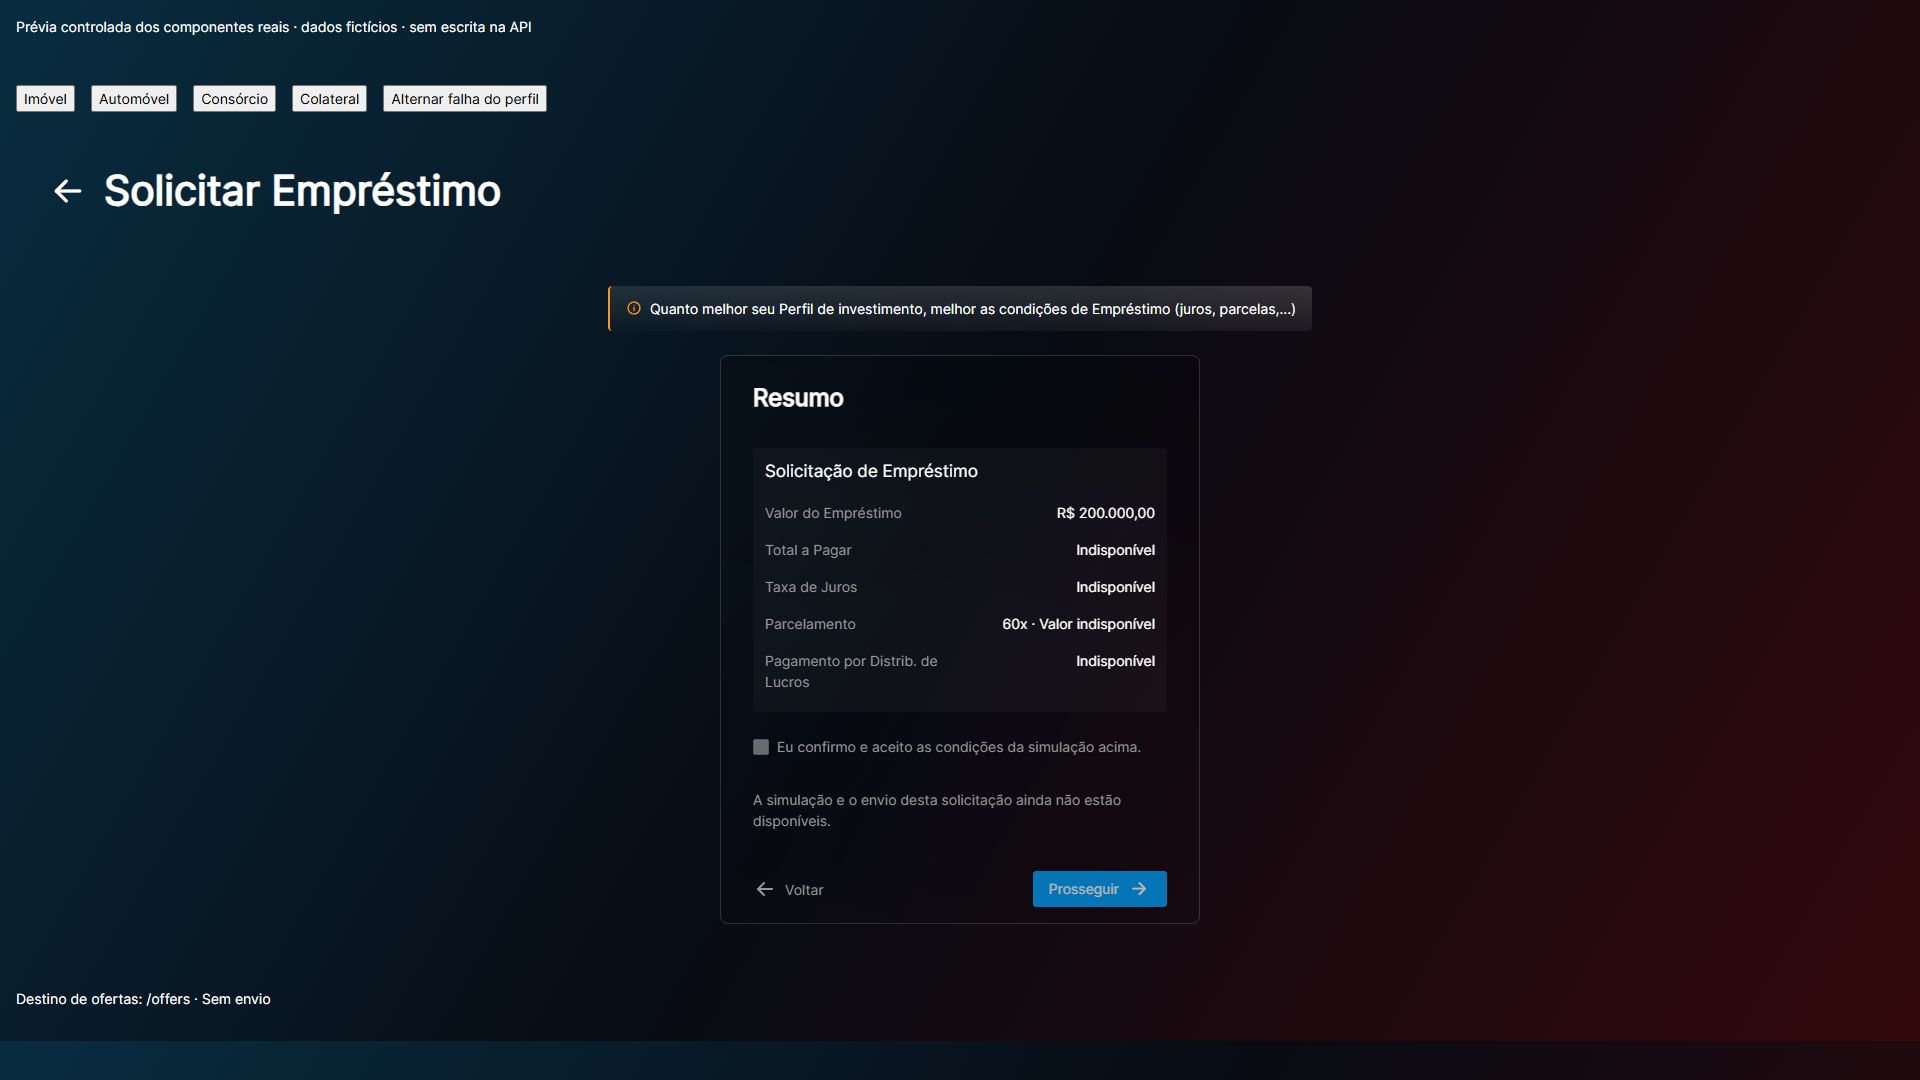 Prévia controlada dos componentes reais · dados fictícios · sem escrita na API
Imóvel Automóvel Consórcio Colateral Alternar falha do perfil
Solicitar Empréstimo
Quanto melhor seu Perfil de investimento, melhor as condições de Empréstimo (juros, parcelas,...)
Resumo
Solicitação de Empréstimo
Valor do Empréstimo R$ 200.000,00
Total a Pagar Indisponível
Taxa de Juros Indisponível
Parcelamento 60x · Valor indisponível
Pagamento por Distrib. de Indisponível
Lucros
Eu confirmo e aceito as condições da simulação acima.
A simulação e o envio desta solicitação ainda não estão
disponíveis.
Voltar Prosseguir
Destino de ofertas: /offers · Sem envio